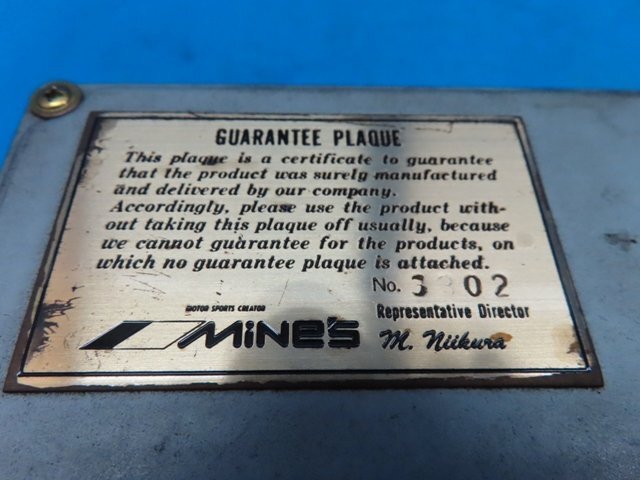 GUARANTEE PLAQUE
This plaque is a certificate to guarantee
that the product was surely manufactured
and delivered by our company.
Accordingly, please use the product with-
out taking this plaque off usually, because
we cannot guarantee for the products, on
which no guarantee plaque is attached.
No.
MOTOR SPORTS CREATOR
Representative Director
MiNe's
M. Niikura